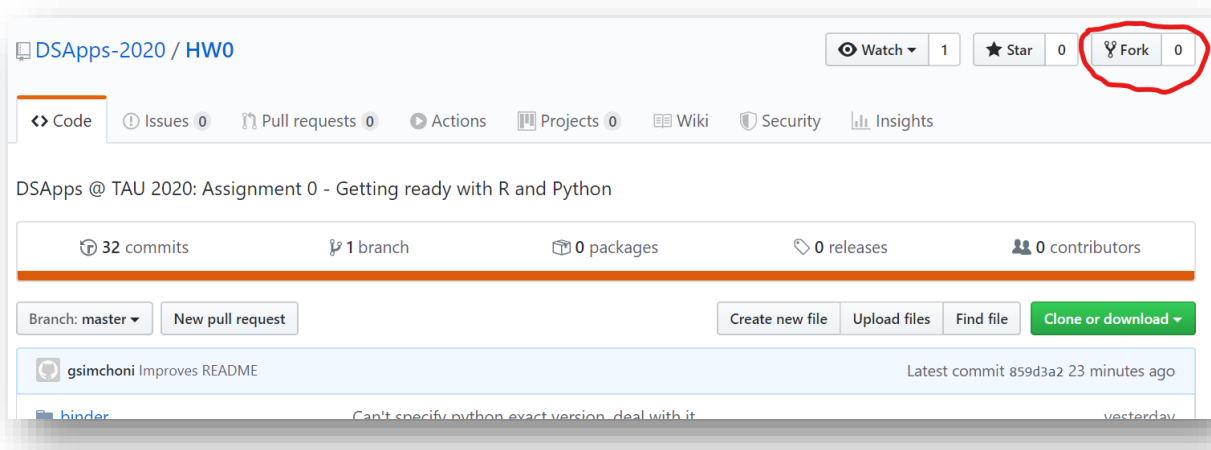 DSApps-2020 / HW0 Watch 1 Star 0 Fork 0
Code Issues 0 Pull requests 0 Actions Projects 0 Wiki Security Insights
DSApps @ TAU 2020: Assignment 0 - Getting ready with R and Python
32 commits 1 branch 0 packages 0 releases 0 contributors
Branch: master New pull request Create new file Upload files Find file Clone or download
gsimchoni Improves README Latest commit 859d3a2 23 minutes ago
binder Can't specify python exact version, deal with it yesterday